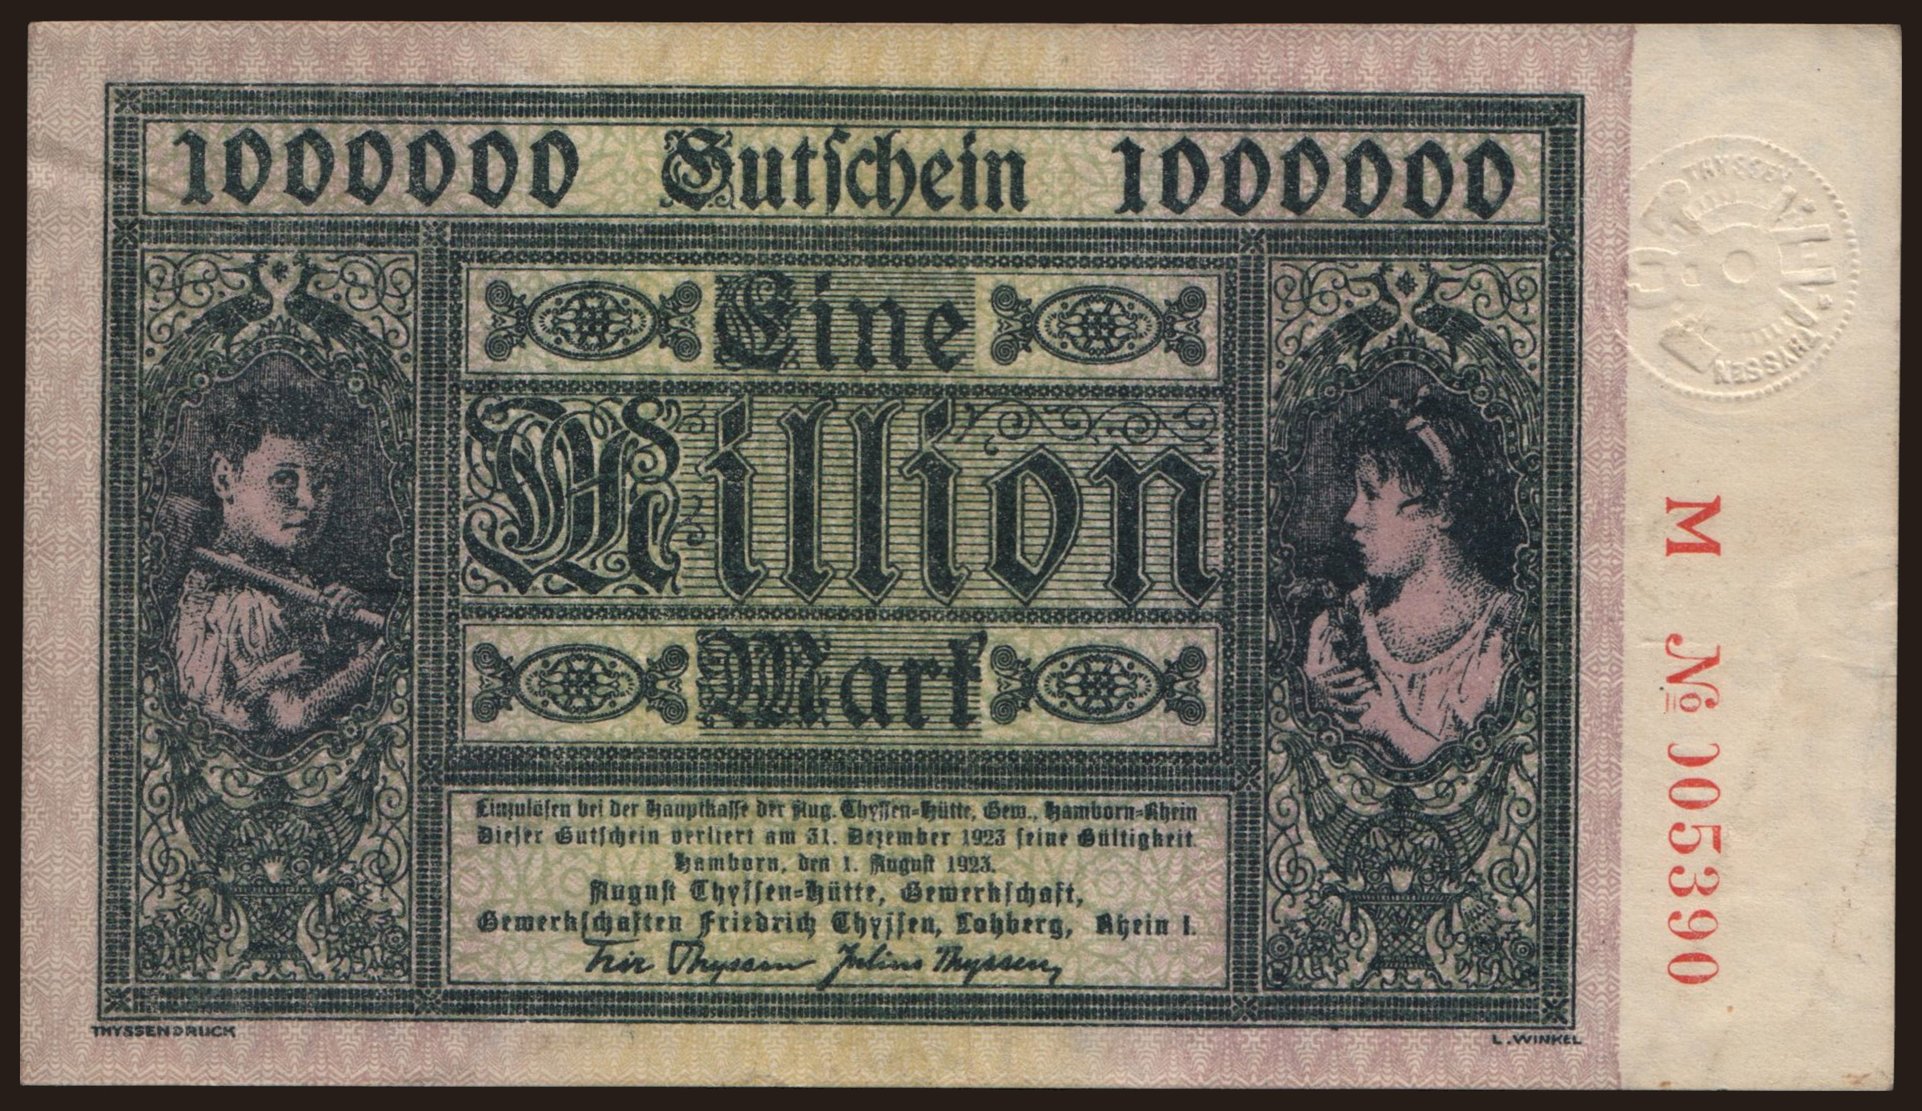 1000000 Gutschein 1000000
Eine
Million
Mark
Einzulösen bei der Hauptkasse der Aug. Thyssen-Hütte, Gew., Hamborn-Rhein
Dieser Gutschein verliert am 31. Dezember 1923 seine Gültigkeit.
Hamborn, den 1. August 1923.
August Thyssen-Hütte, Gewerkschaft,
Gewerkschaften Friedrich Thyssen, Lohberg, Rhein I.
Fritz Thyssen Julius Thyssen
THYSSENDRUCK
L. WINKEL
M № 005390
THYSSEN
THYSSEN